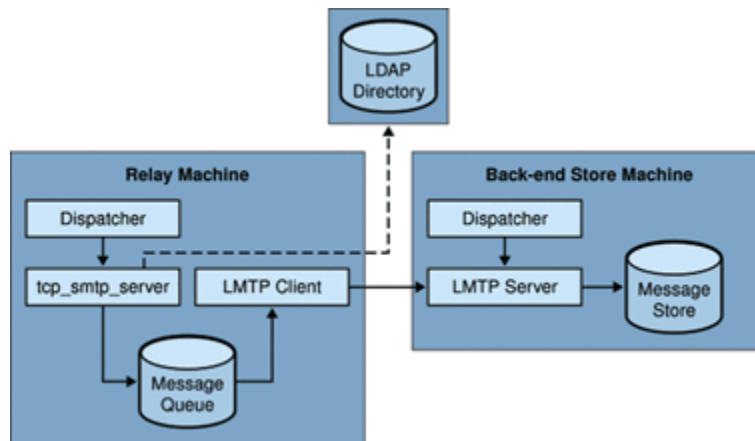 LDAP
Directory
Relay Machine
Dispatcher
tcp_smtp_server
LMTP Client
Message
Queue
Back-end Store Machine
Dispatcher
LMTP Server
Message
Store